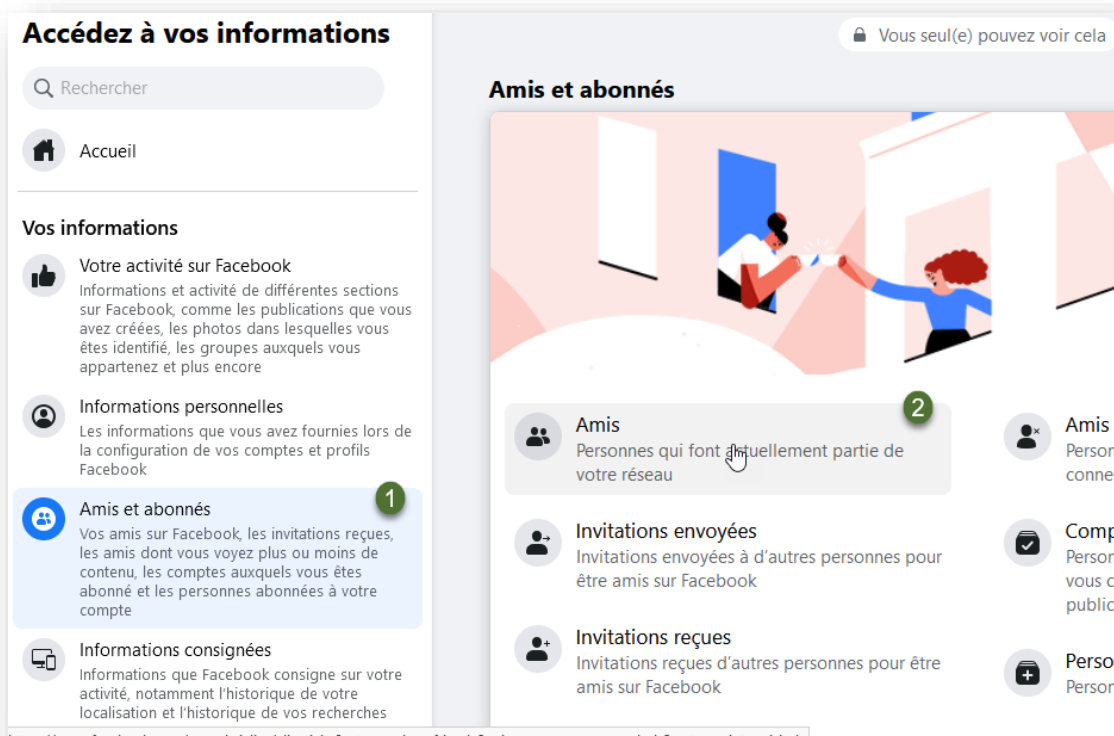 Accédez à vos informations
Rechercher
Accueil
Vos informations
Votre activité sur Facebook
Informations et activité de différentes sections
sur Facebook, comme les publications que vous
avez créées, les photos dans lesquelles vous
êtes identifié, les groupes auxquels vous
appartenez et plus encore
Informations personnelles
Les informations que vous avez fournies lors de
la configuration de vos comptes et profils
Facebook
1
Amis et abonnés
Vos amis sur Facebook, les invitations reçues,
les amis dont vous voyez plus ou moins de
contenu, les comptes auxquels vous êtes
abonné et les personnes abonnées à votre
compte
Informations consignées
Informations que Facebook consigne sur votre
activité, notamment l'historique de votre
localisation et l'historique de vos recherches
Vous seul(e) pouvez voir cela
Amis et abonnés
2
Amis
Personnes qui font actuellement partie de
votre réseau
Invitations envoyées
Invitations envoyées à d'autres personnes pour
être amis sur Facebook
Invitations reçues
Invitations reçues d'autres personnes pour être
amis sur Facebook
Amis
vous